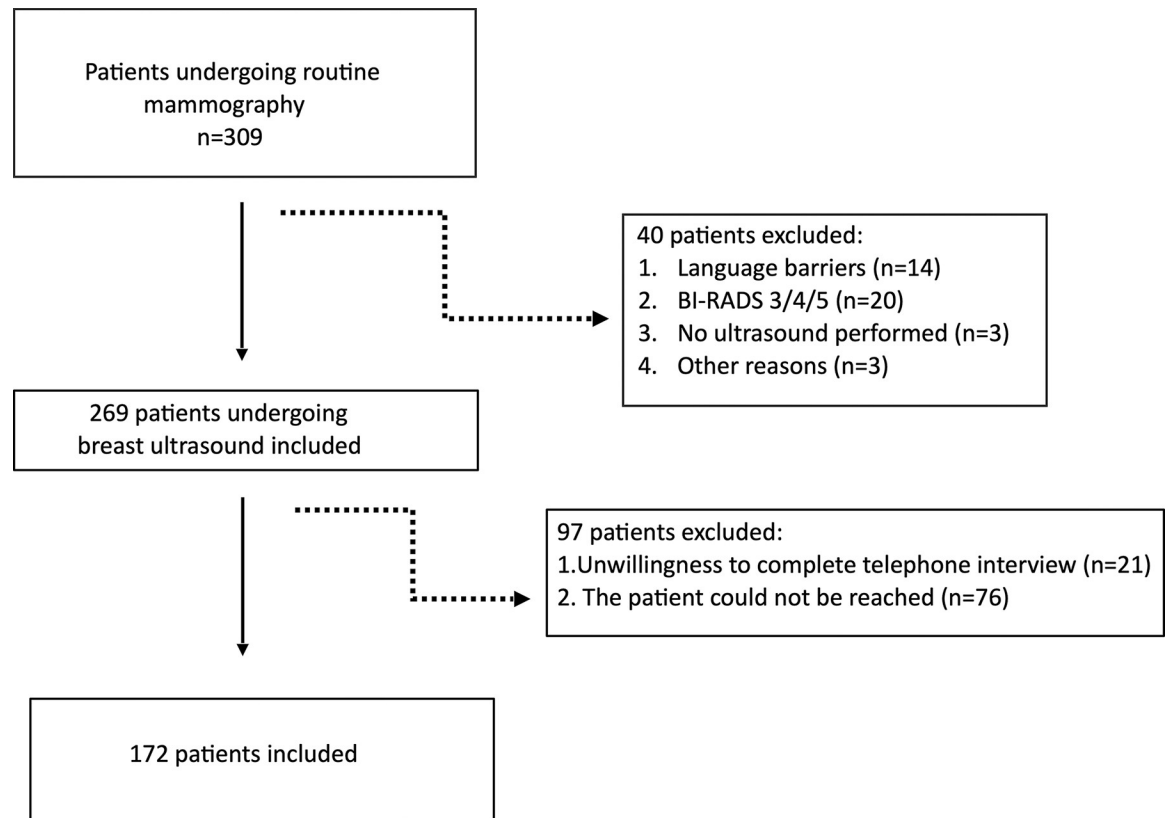 Patients undergoing routine
mammography
n=309
40 patients excluded:
1. Language barriers (n=14)
2. BI-RADS 3/4/5 (n=20)
3. No ultrasound performed (n=3)
4. Other reasons (n=3)
269 patients undergoing
breast ultrasound included
97 patients excluded:
1.Unwillingness to complete telephone interview (n=21)
2. The patient could not be reached (n=76)
172 patients included